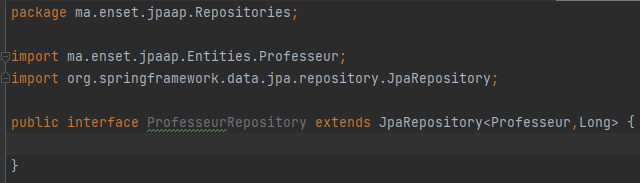 package ma.enset.jpaap.Repositories;
import ma.enset.jpaap.Entities.Professeur;
import org.springframework.data.jpa.repository.JpaRepository;
public interface ProfesseurRepository extends JpaRepository<Professeur,Long> {
}